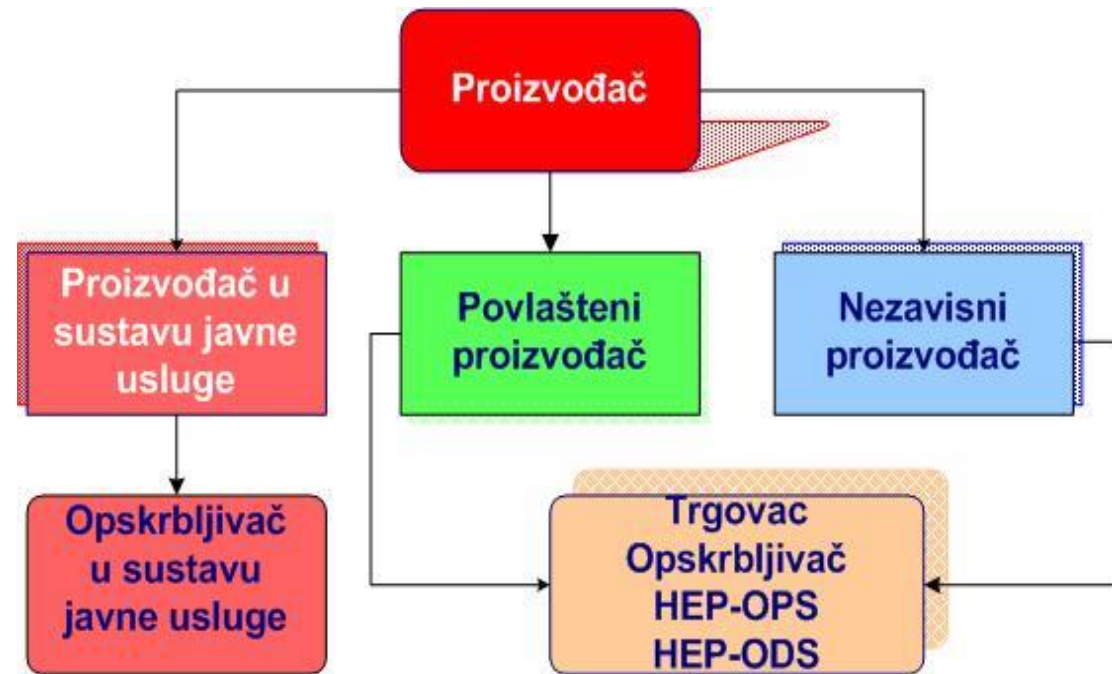 Proizvođač
Proizvođač u
sustavu javne
usluge
Povlašteni
proizvođač
Nezavisni
proizvođač
Opskrbljivač
u sustavu
javne usluge
Trgovac
Opskrbljivač
HEP-OPS
HEP-ODS